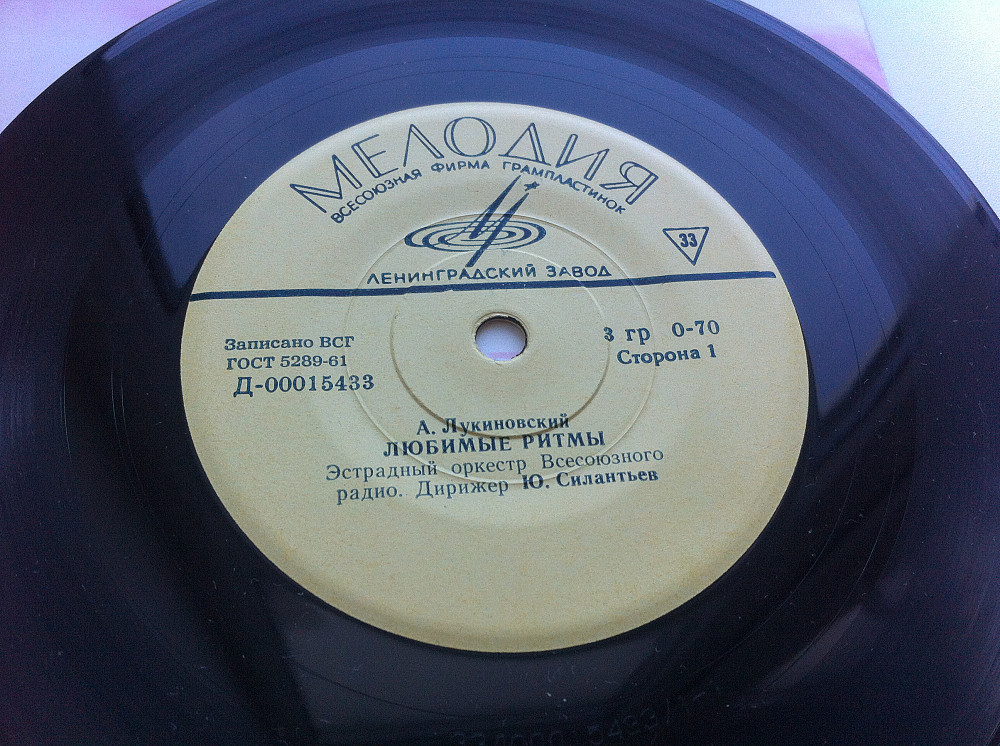 МЕЛОДИЯ
ВСЕСОЮЗНАЯ ФИРМА ГРАМПЛАСТИНОК
33
ЛЕНИНГРАДСКИЙ ЗАВОД
Записано ВСГ
ГОСТ 5289-61
Д-00015433
3 гр 0-70
Сторона 1
А. Лукиновский
ЛЮБИМЫЕ РИТМЫ
Эстрадный оркестр Всесоюзного
радио. Дирижер Ю. Силантьев